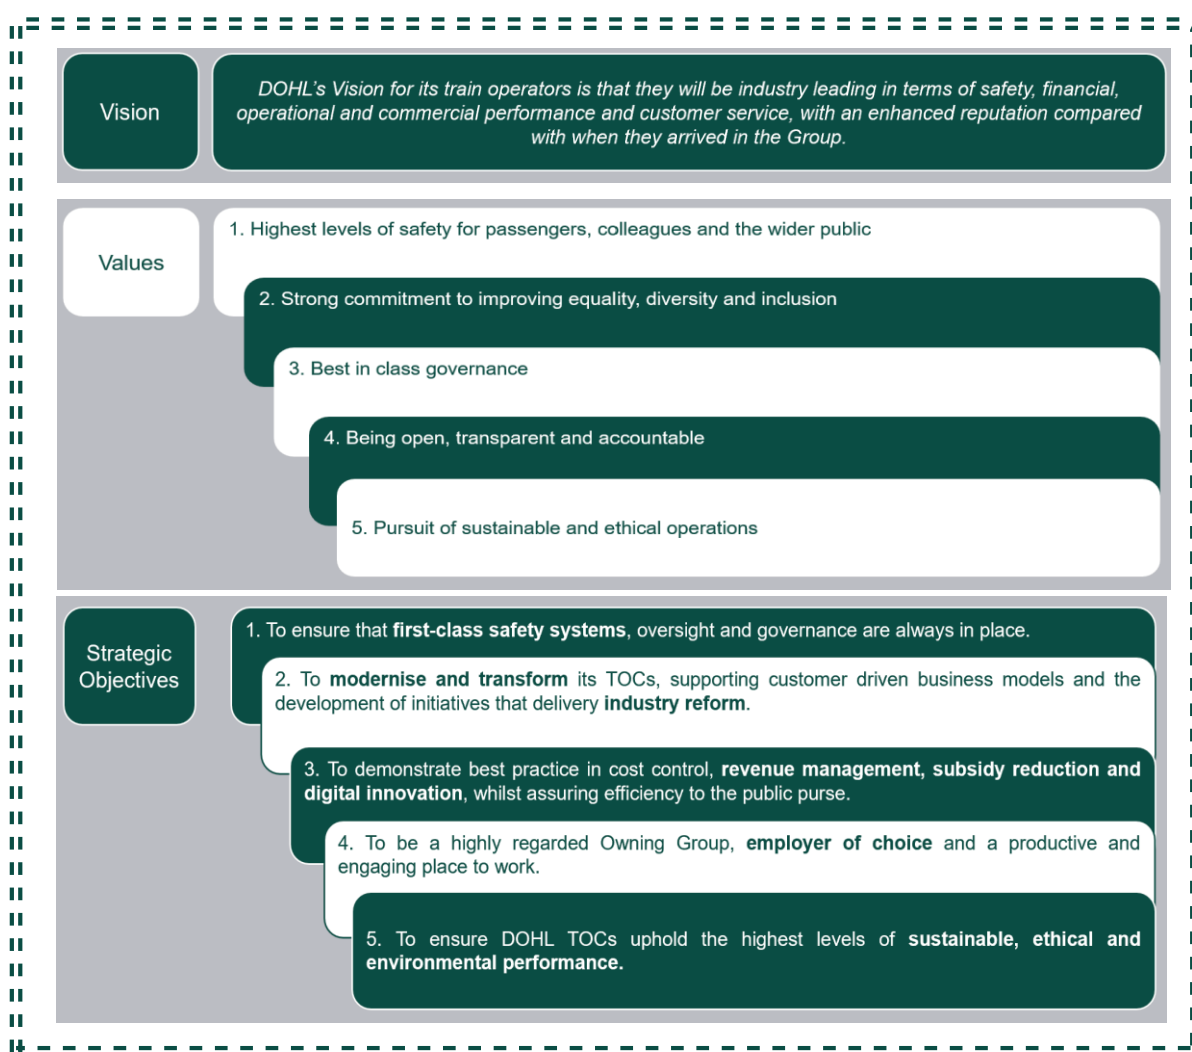 Vision
DOHL's Vision for its train operators is that they will be industry leading in terms of safety, financial,
operational and commercial performance and customer service, with an enhanced reputation compared
with when they arrived in the Group.
Values
1. Highest levels of safety for passengers, colleagues and the wider public
2. Strong commitment to improving equality, diversity and inclusion
3. Best in class governance
4. Being open, transparent and accountable
5. Pursuit of sustainable and ethical operations
Strategic
Objectives
1. To ensure that first-class safety systems, oversight and governance are always in place.
2. To modernise and transform its TOCs, supporting customer driven business models and the
development of initiatives that delivery industry reform.
3. To demonstrate best practice in cost control, revenue management, subsidy reduction and
digital innovation, whilst assuring efficiency to the public purse.
4. To be a highly regarded Owning Group, employer of choice and a productive and
engaging place to work.
5. To ensure DOHL TOCs uphold the highest levels of sustainable, ethical and
environmental performance.